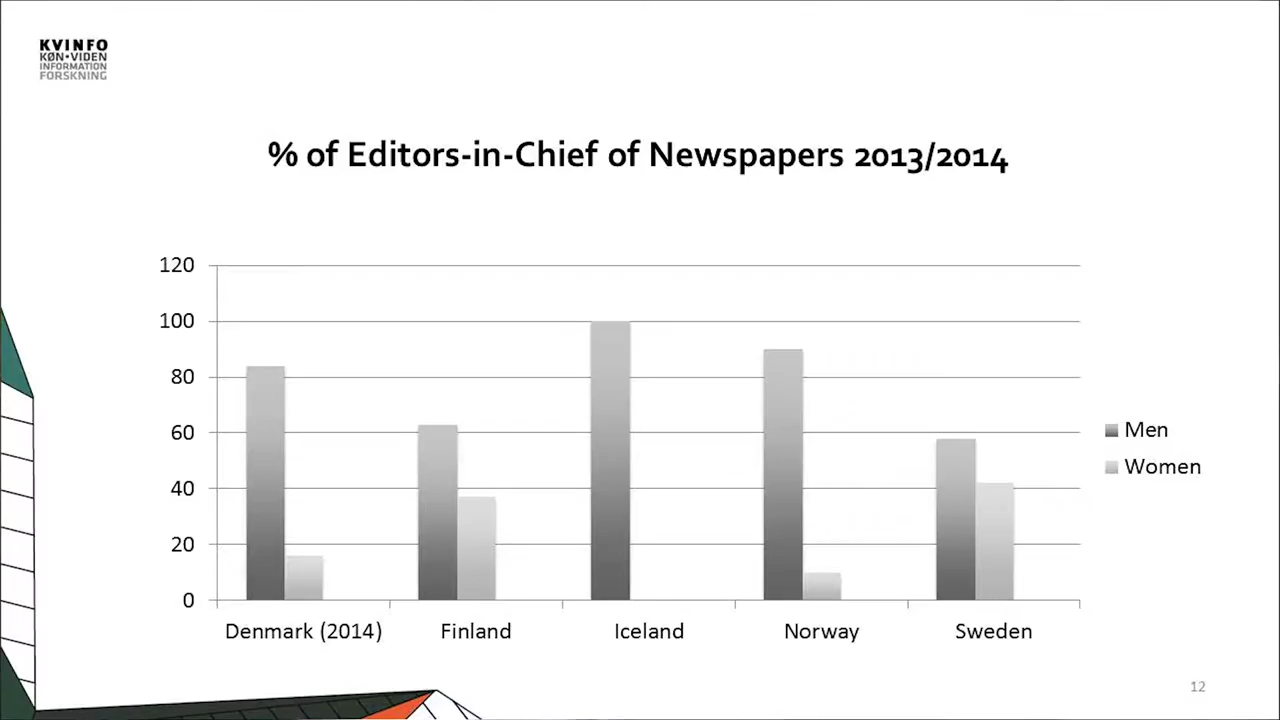 KVINFO
KØN•VIDEN
INFORMATION
FORSKNING
% of Editors-in-Chief of Newspapers 2013/2014
120
100
80
60
40
20
0
Denmark (2014) Finland Iceland Norway Sweden
Men
Women
12